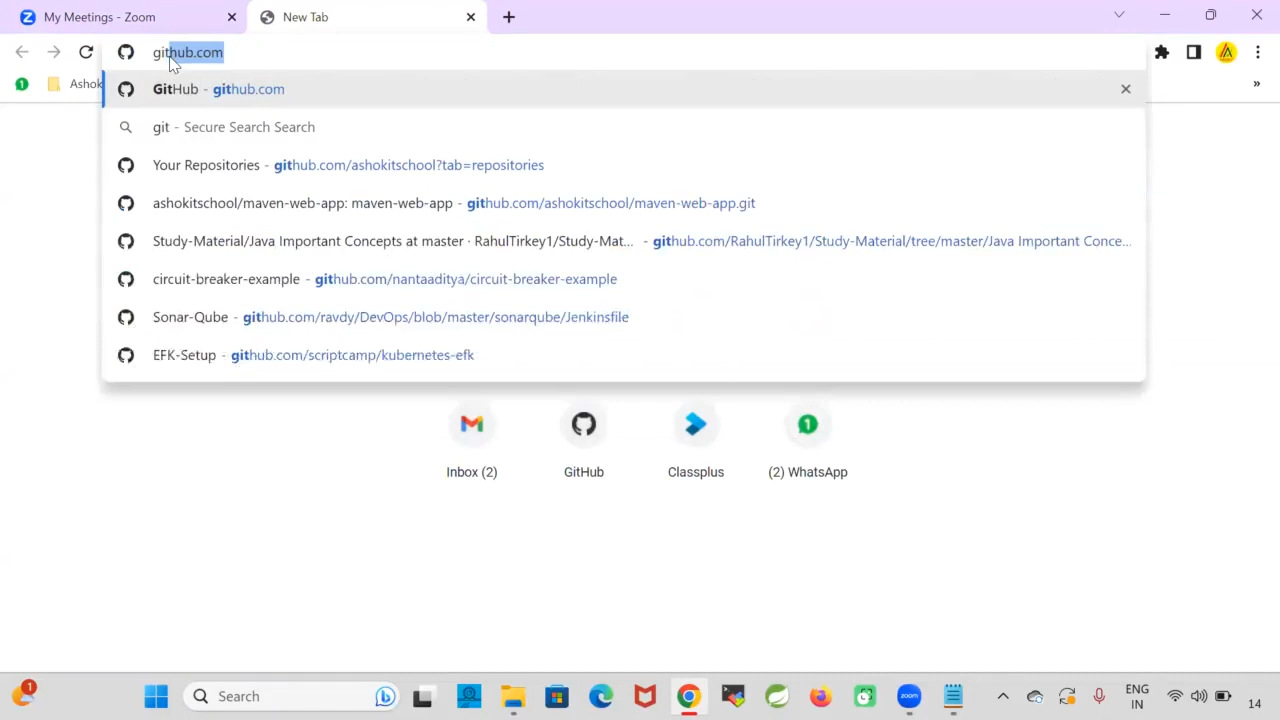 My Meetings - Zoom
New Tab
github.com
Ashok
GitHub - github.com
git - Secure Search Search
Your Repositories - github.com/ashokitschool?tab=repositories
ashokitschool/maven-web-app: maven-web-app - github.com/ashokitschool/maven-web-app.git
Study-Material/Java Important Concepts at master · RahulTirkey1/Study-Mat... - github.com/RahulTirkey1/Study-Material/tree/master/Java Important Conce...
circuit-breaker-example - github.com/nantaaditya/circuit-breaker-example
Sonar-Qube - github.com/ravdy/DevOps/blob/master/sonarqube/Jenkinsfile
EFK-Setup - github.com/scriptcamp/kubernetes-efk
Inbox (2)
GitHub
Classplus
(2) WhatsApp
1
Search
zoom
ENG
IN
14